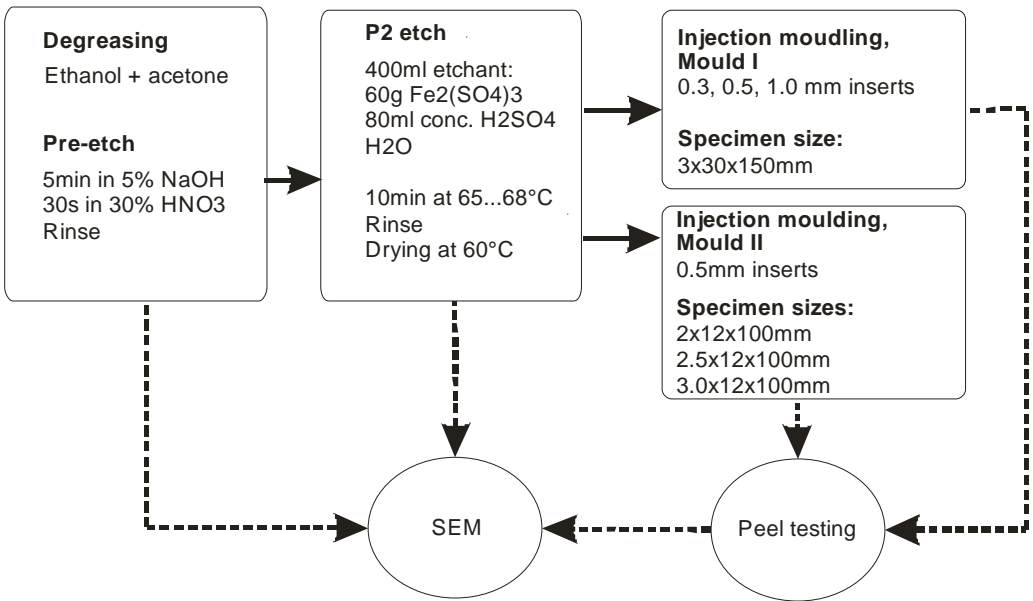 Degreasing
Ethanol + acetone
Pre-etch
5min in 5% NaOH
30s in 30% HNO3
Rinse
P2 etch
400ml etchant:
60g Fe2(SO4)3
80ml conc. H2SO4
H2O
10min at 65...68°C
Rinse
Drying at 60°C
Injection moudling,
Mould I
0.3, 0.5, 1.0 mm inserts
Specimen size:
3x30x150mm
Injection moulding,
Mould II
0.5mm inserts
Specimen sizes:
2x12x100mm
2.5x12x100mm
3.0x12x100mm
SEM
Peel testing